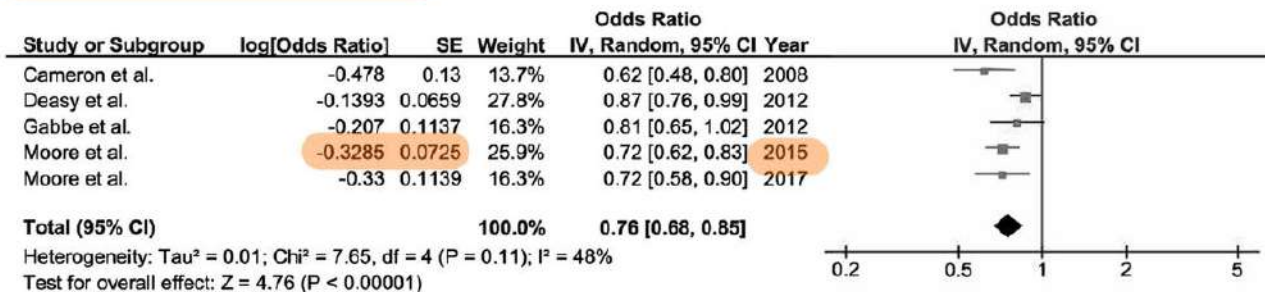 Odds Ratio Odds Ratio
Study or Subgroup log[Odds Ratio] SE Weight IV, Random, 95% CI Year IV, Random, 95% CI
Cameron et al. -0.478 0.13 13.7% 0.62 [0.48, 0.80] 2008
Deasy et al. -0.1393 0.0659 27.8% 0.87 [0.76, 0.99] 2012
Gabbe et al. -0.207 0.1137 16.3% 0.81 [0.65, 1.02] 2012
Moore et al. -0.3285 0.0725 25.9% 0.72 [0.62, 0.83] 2015
Moore et al. -0.33 0.1139 16.3% 0.72 [0.58, 0.90] 2017
Total (95% CI) 100.0% 0.76 [0.68, 0.85]
Heterogeneity: Tau² = 0.01; Chi² = 7.65, df = 4 (P = 0.11); I² = 48%
Test for overall effect: Z = 4.76 (P < 0.00001)
0.2 0.5 1 2 5